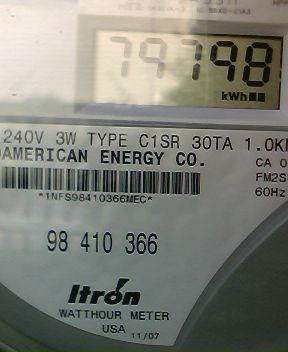 79798
kWh
240V 3W TYPE C1SR 30TA 1.0K
AMERICAN ENERGY CO.
CA 0
FM2S
*1NFS98410366MEC*
60Hz
98 410 366
Itron
WATTHOUR METER
USA 11/07